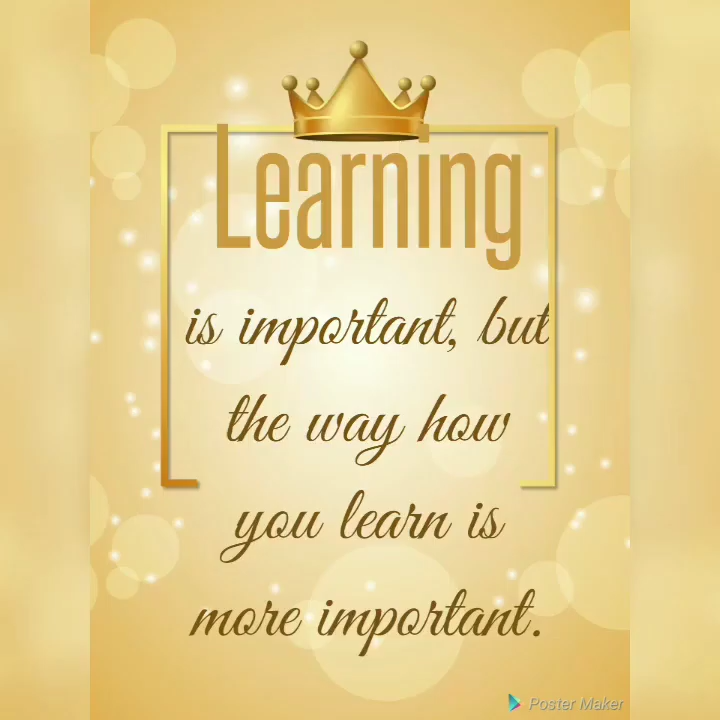 Learning
is important, but
the way how
you learn is
more important.
Poster Maker